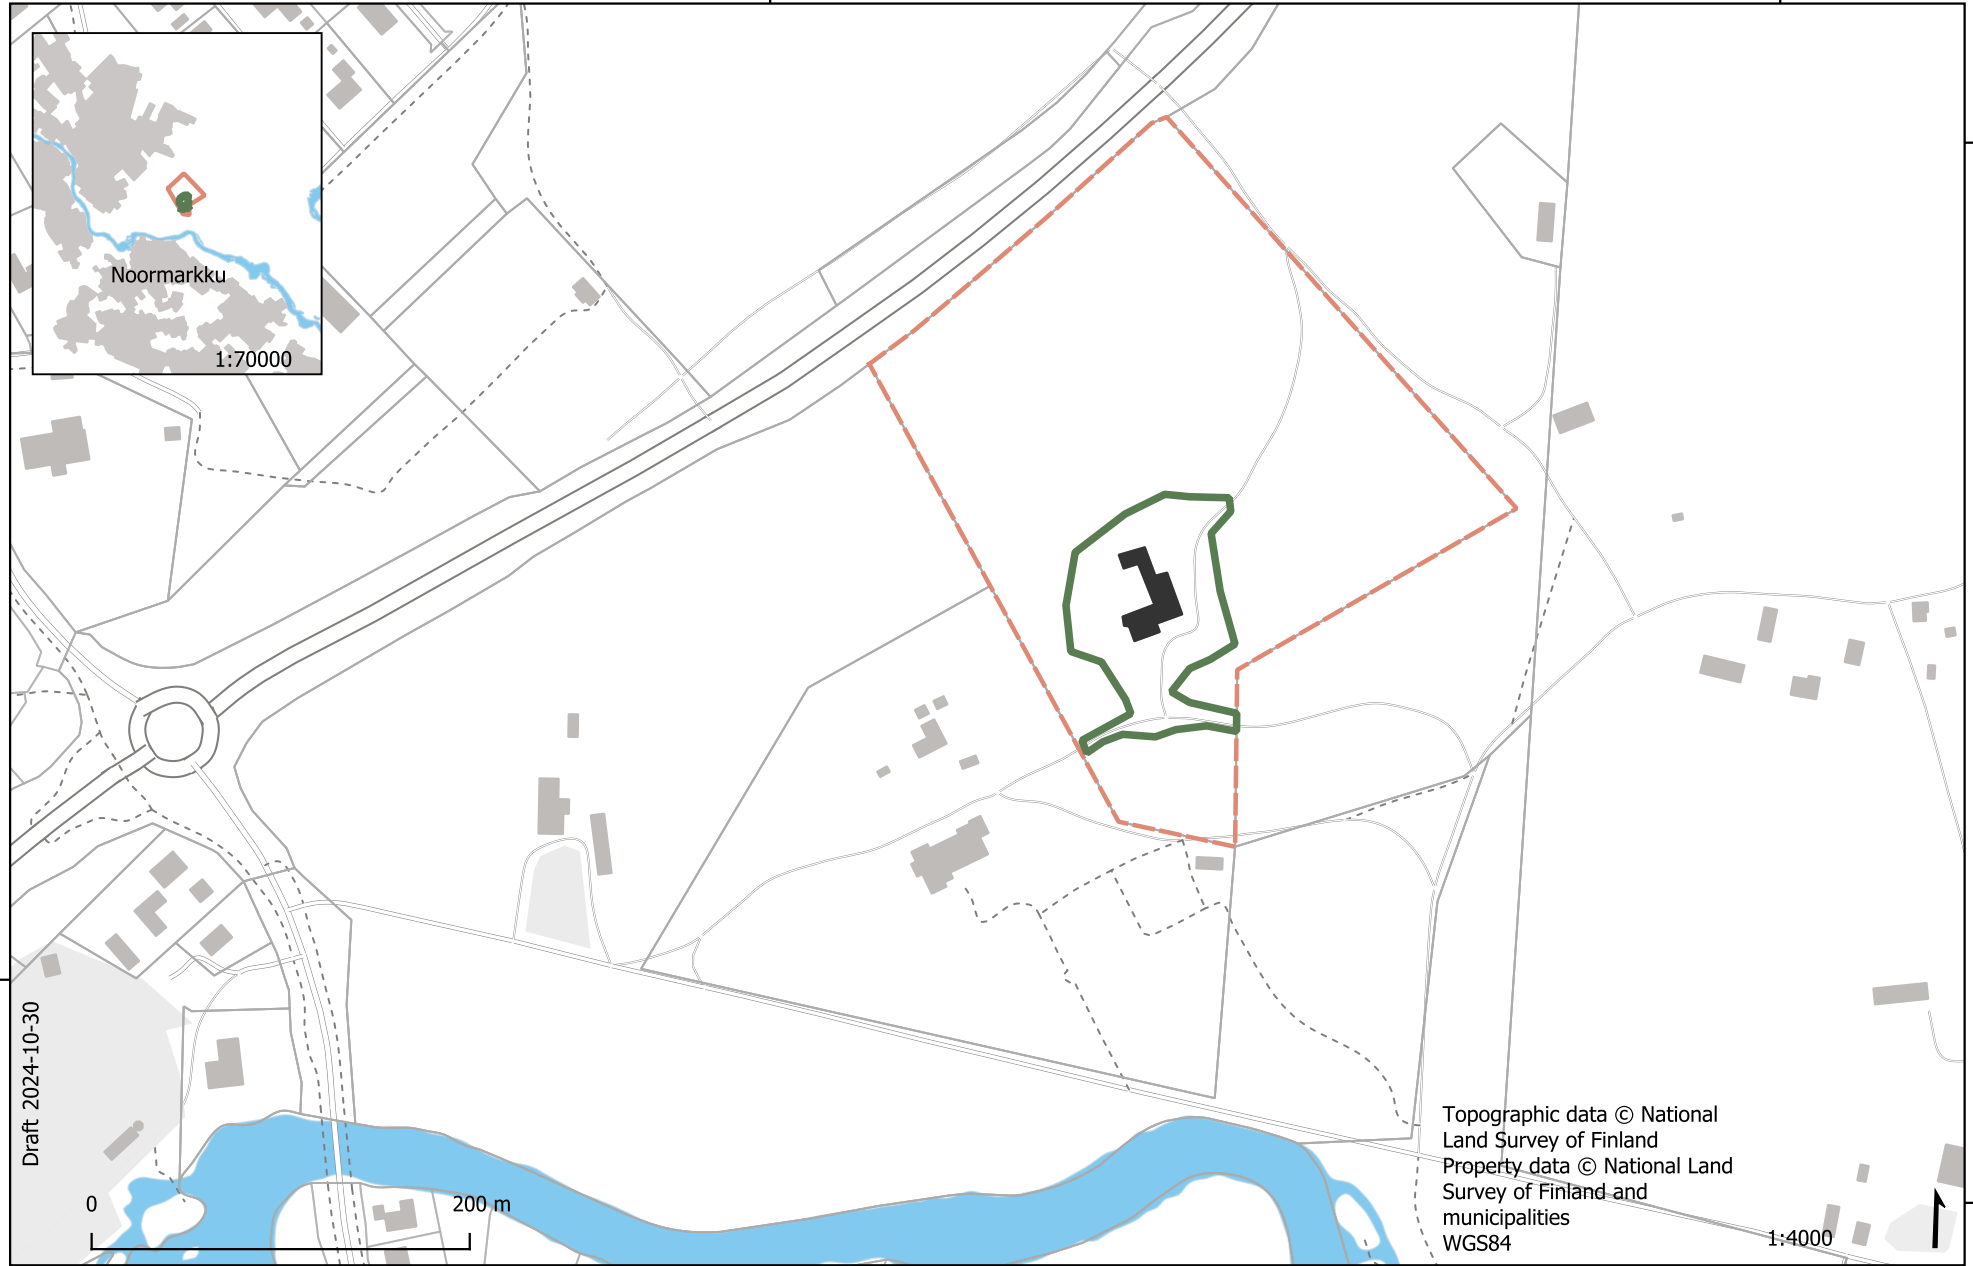 Noormarkku
1:70000
Draft 2024-10-30
0
200 m
Topographic data © National
Land Survey of Finland
Property data © National Land
Survey of Finland and
municipalities
WGS84
1:4000